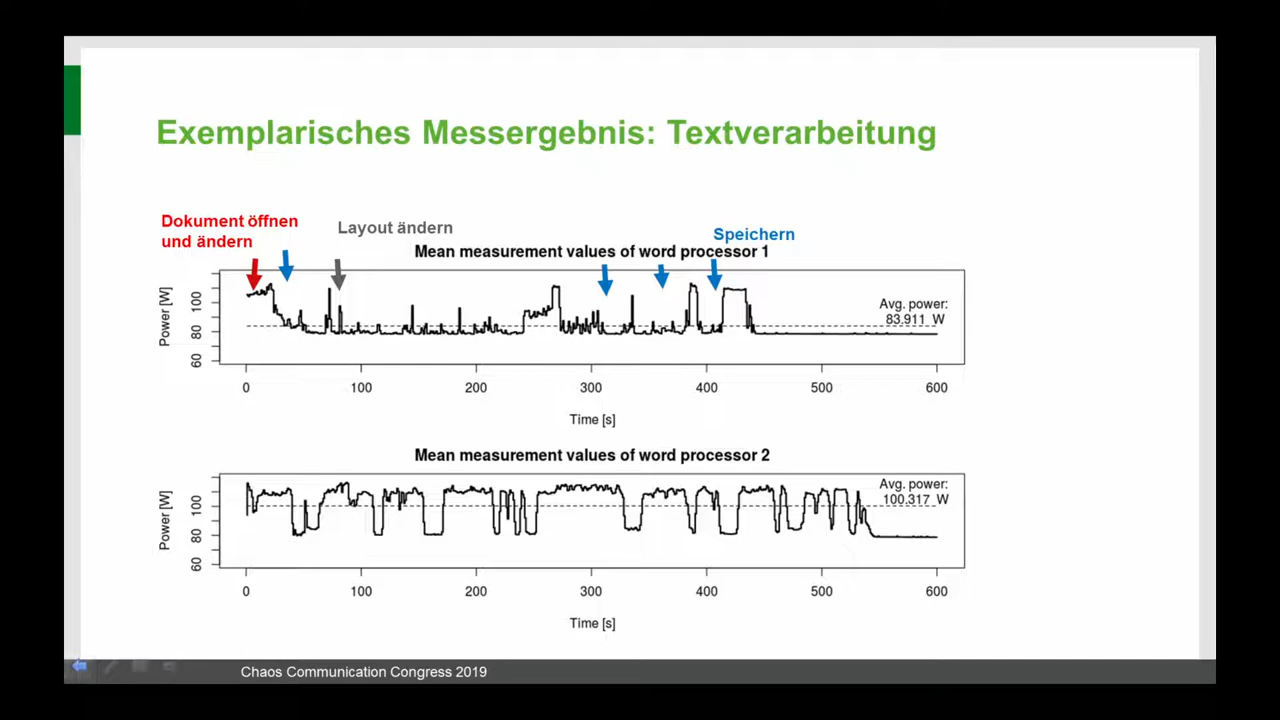 Exemplarisches Messergebnis: Textverarbeitung
Dokument öffnen
und ändern
Layout ändern
Speichern
Mean measurement values of word processor 1
Power [W]
100
80
60
Avg. power:
83.911 W
0 100 200 300 400 500 600
Time [s]
Mean measurement values of word processor 2
Power [W]
100
80
60
Avg. power:
100.317 W
0 100 200 300 400 500 600
Time [s]
Chaos Communication Congress 2019